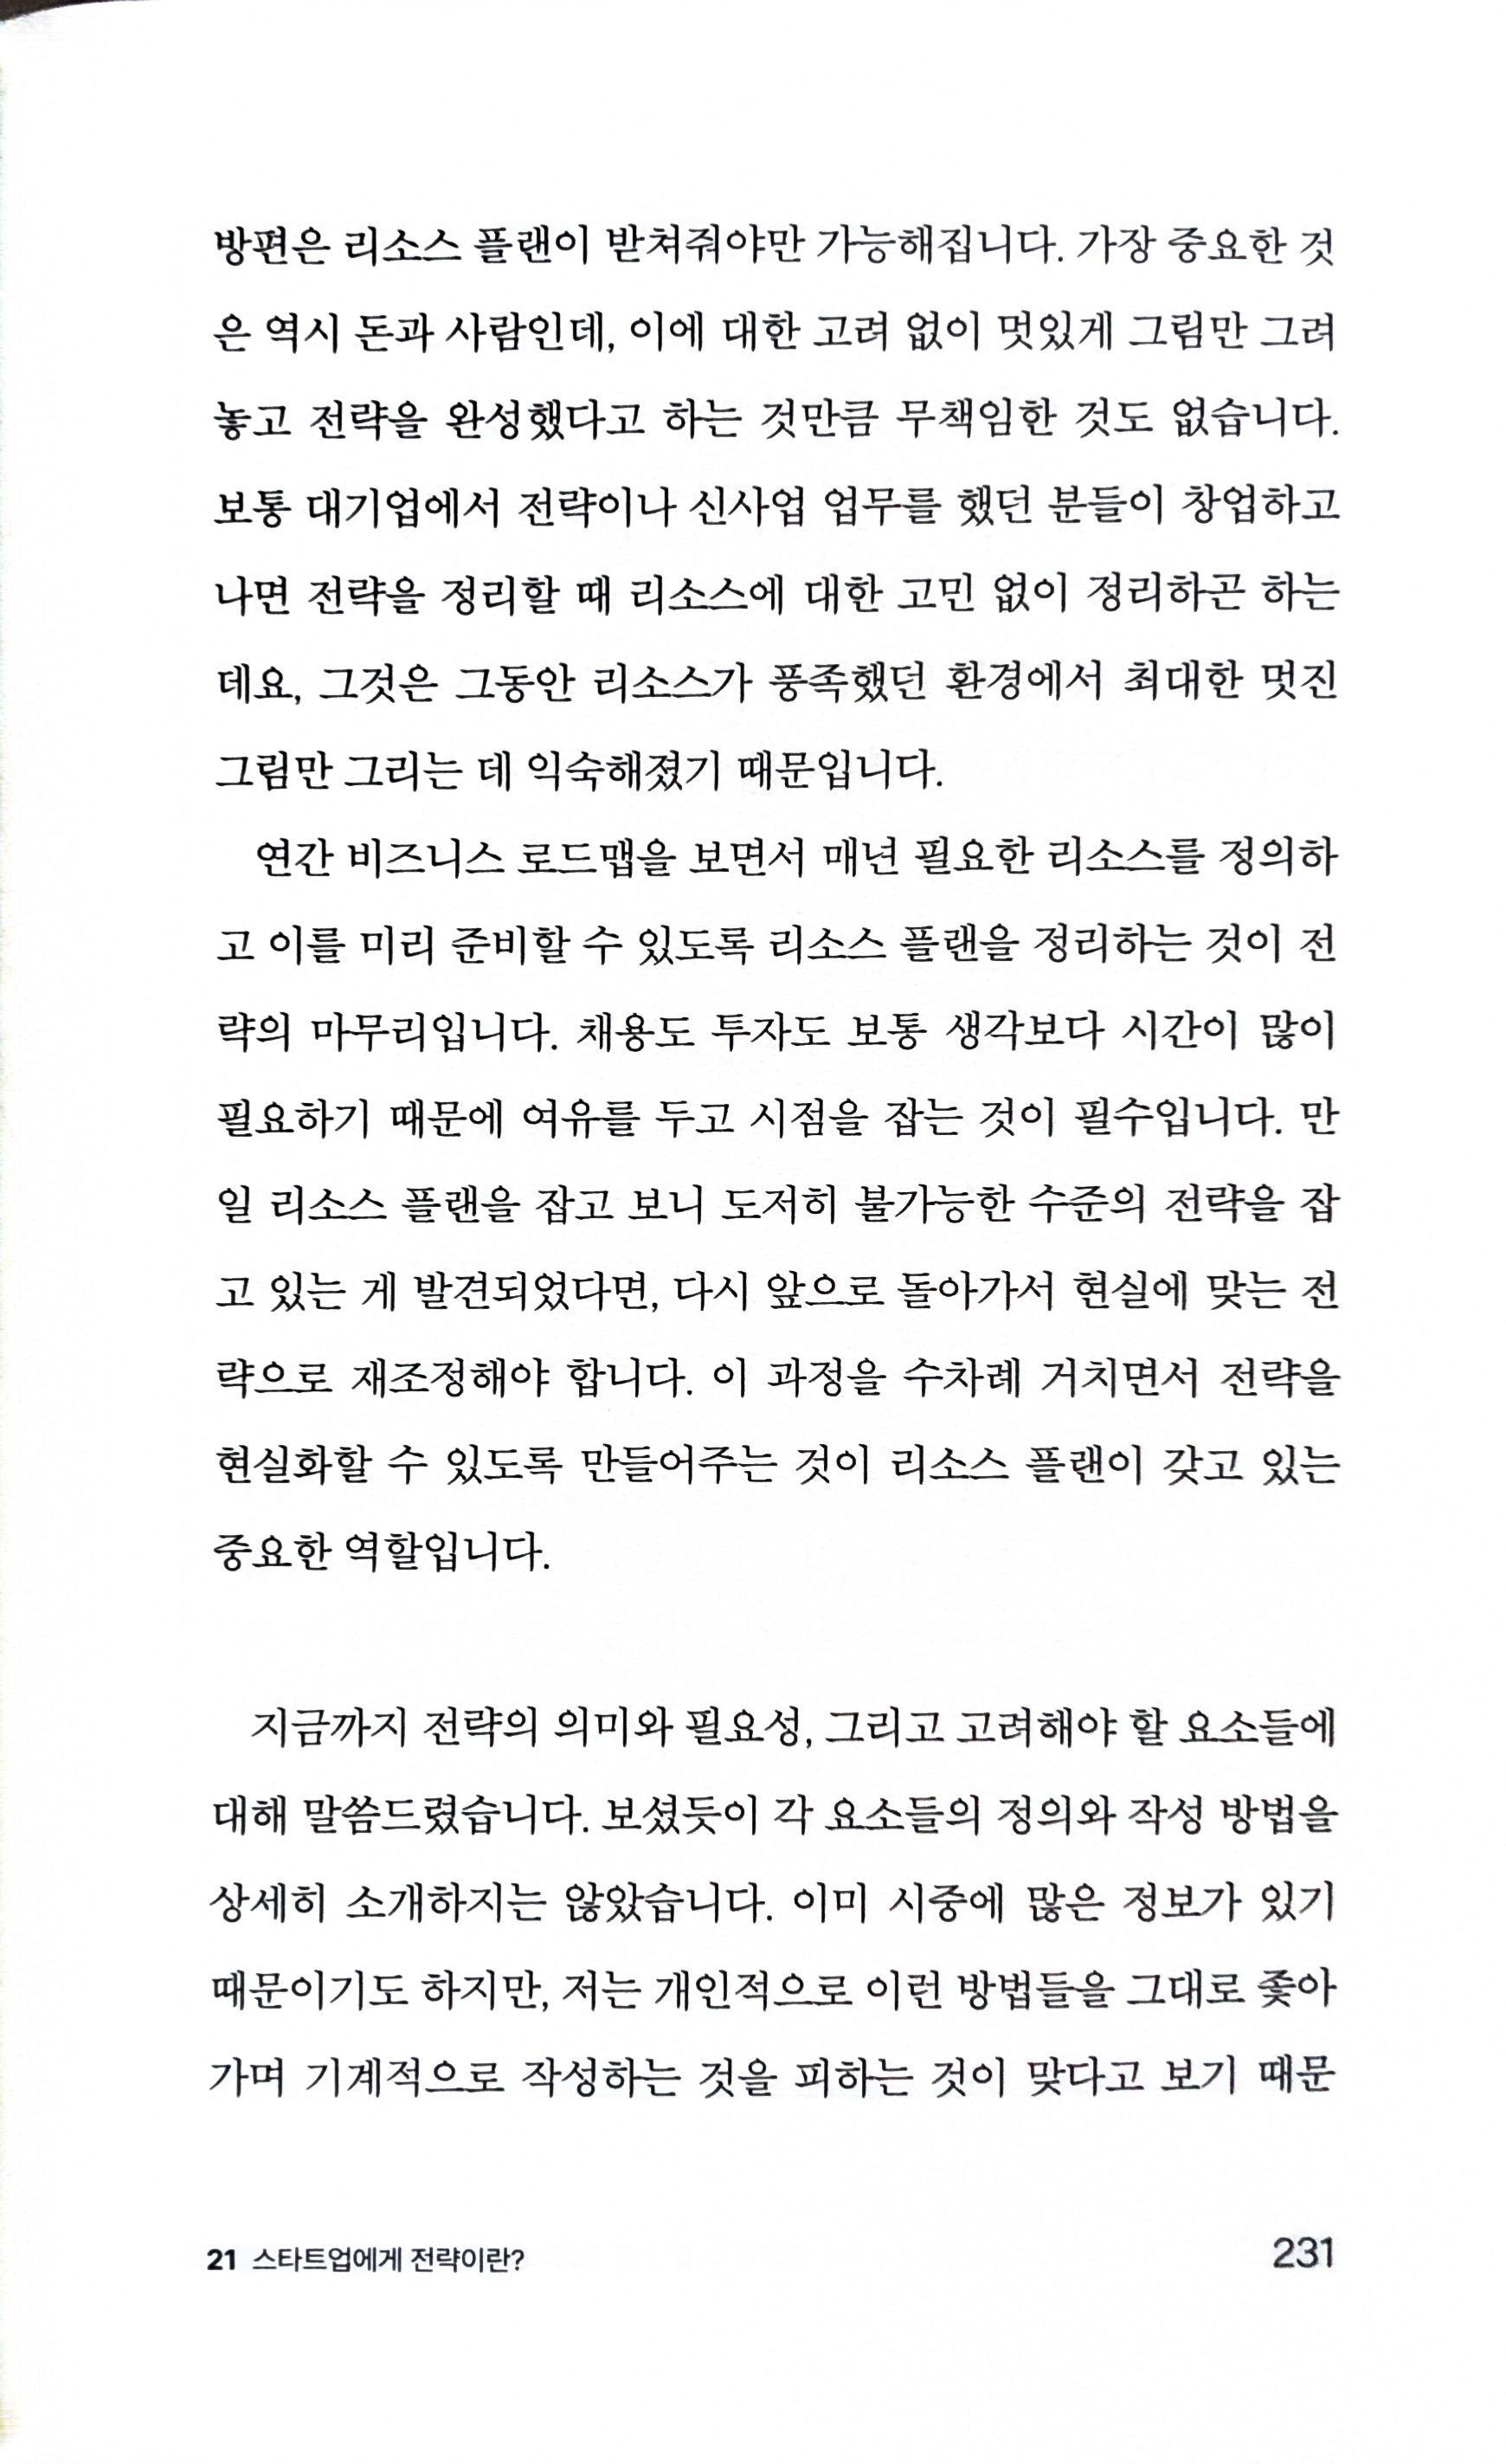 방편은 리소스 플랜이 받쳐줘야만 가능해집니다. 가장 중요한 것
은 역시 돈과 사람인데, 이에 대한 고려 없이 멋있게 그림만 그려
놓고 전략을 완성했다고 하는 것만큼 무책임한 것도 없습니다.
보통 대기업에서 전략이나 신사업 업무를 했던 분들이 창업하고
나면 전략을 정리할 때 리소스에 대한 고민 없이 정리하곤 하는
데요, 그것은 그동안 리소스가 풍족했던 환경에서 최대한 멋진
그림만 그리는 데 익숙해졌기 때문입니다.
연간 비즈니스 로드맵을 보면서 매년 필요한 리소스를 정의하
고 이를 미리 준비할 수 있도록 리소스 플랜을 정리하는 것이 전
략의 마무리입니다. 채용도 투자도 보통 생각보다 시간이 많이
필요하기 때문에 여유를 두고 시점을 잡는 것이 필수입니다. 만
일 리소스 플랜을 잡고 보니 도저히 불가능한 수준의 전략을 잡
고 있는 게 발견되었다면, 다시 앞으로 돌아가서 현실에 맞는 전
략으로 재조정해야 합니다. 이 과정을 수차례 거치면서 전략을
현실화할 수 있도록 만들어주는 것이 리소스 플랜이 갖고 있는
중요한 역할입니다.
지금까지 전략의 의미와 필요성, 그리고 고려해야 할 요소들에
대해 말씀드렸습니다. 보셨듯이 각 요소들의 정의와 작성 방법을
상세히 소개하지는 않았습니다. 이미 시중에 많은 정보가 있기
때문이기도 하지만, 저는 개인적으로 이런 방법들을 그대로 좇아
가며 기계적으로 작성하는 것을 피하는 것이 맞다고 보기 때문
21 스타트업에게 전략이란?
231